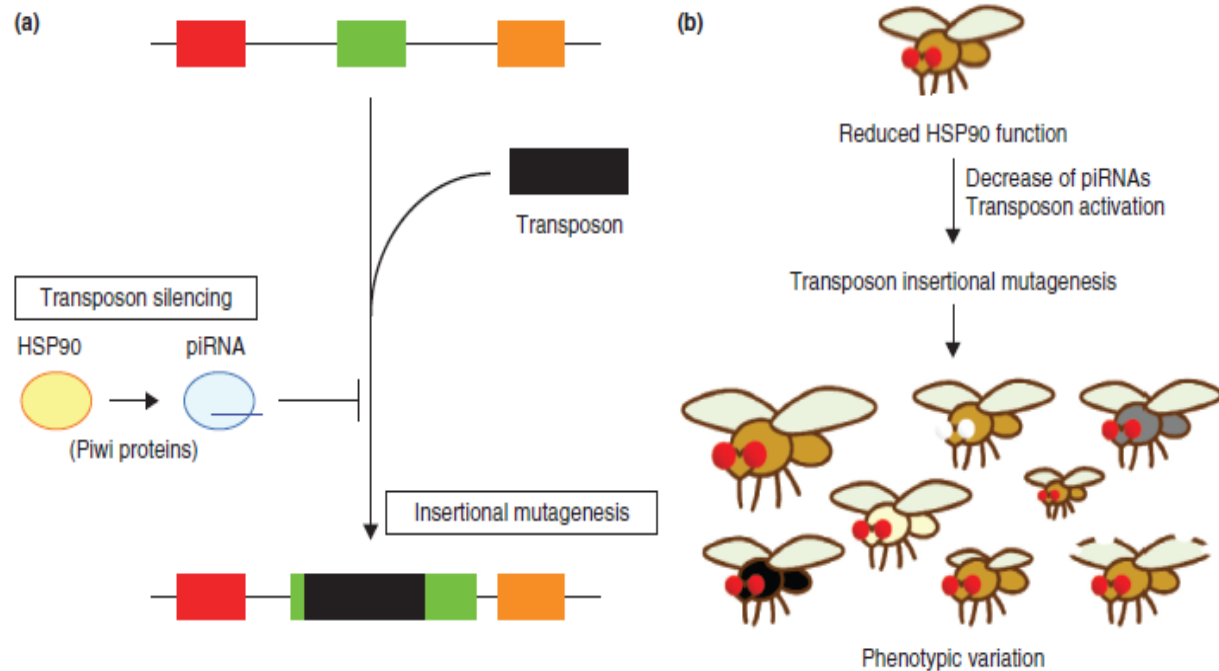 (a)
Transposon
Transposon silencing
HSP90
piRNA
(Piwi proteins)
Insertional mutagenesis
(b)
Reduced HSP90 function
Decrease of piRNAs
Transposon activation
Transposon insertional mutagenesis
Phenotypic variation